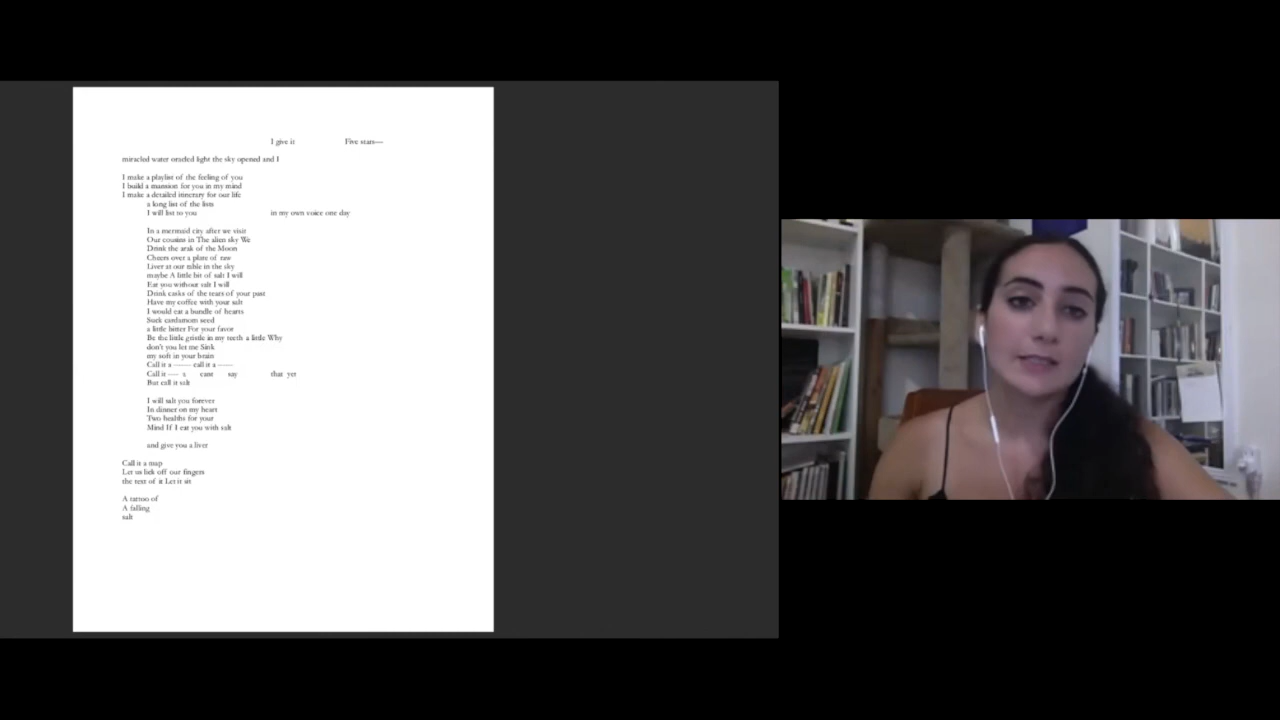 I give it Five stars—
miracled water oracled light the sky opened and I
I make a playlist of the feeling of you
I build a mansion for you in my mind
I make a detailed itinerary for our life
a long list of the lists
I will list to you in my own voice one day
In a mermaid city after we visit
Our cousins in The alien sky We
Drink the arak of the Moon
Cheers over a plate of raw
Liver at our table in the sky
maybe A little bit of salt I will
Eat you without salt I will
Drink casks of the tears of your past
Have my coffee with your salt
I would eat a bundle of hearts
Suck cardamom seed
a little bitter For your favor
Be the little gristle in my teeth a little Why
don't you let me Sink
my soft in your brain
Call it a —— call it a ——
Call it —— a cant say that yet
But call it salt
I will salt you forever
In dinner on my heart
Two healths for your
Mind If I eat you with salt
and give you a liver
Call it a map
Let us lick off our fingers
the rest of it Let it sit
A tattoo of
A falling
salt